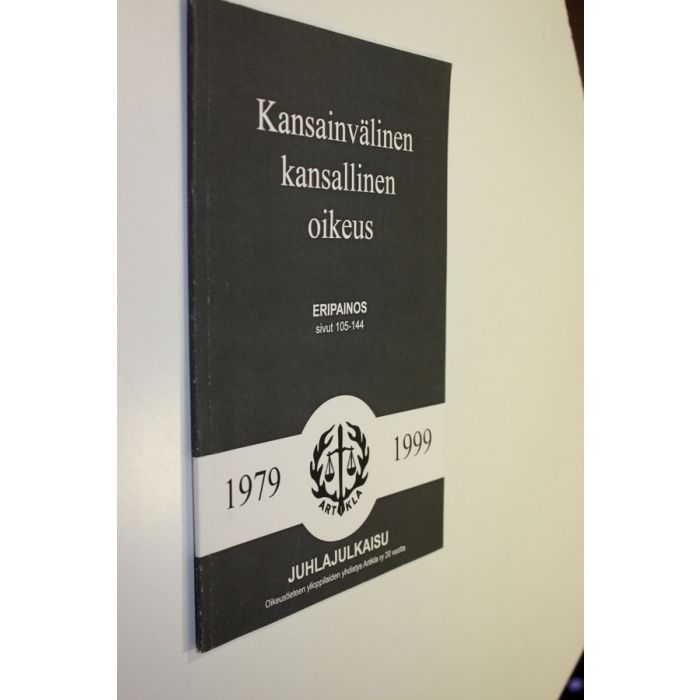 Kansainvälinen
kansallinen
oikeus
ERIPAINOS
sivut 105-144
1979
1999
ARTIKLA
JUHLAJULKAISU
Oikeustieteen ylioppilaiden yhdistys Artikla ry 20 vuotta